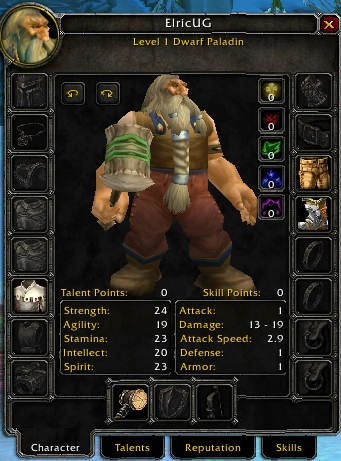 ElricUG
Level 1 Dwarf Paladin
0
0
0
0
0
Talent Points: 0 Skill Points: 0
Strength: 24 Attack: 1
Agility: 19 Damage: 13 - 19
Stamina: 23 Attack Speed: 2.9
Intellect: 20 Defense: 1
Spirit: 23 Armor: 1
Character Talents Reputation Skills